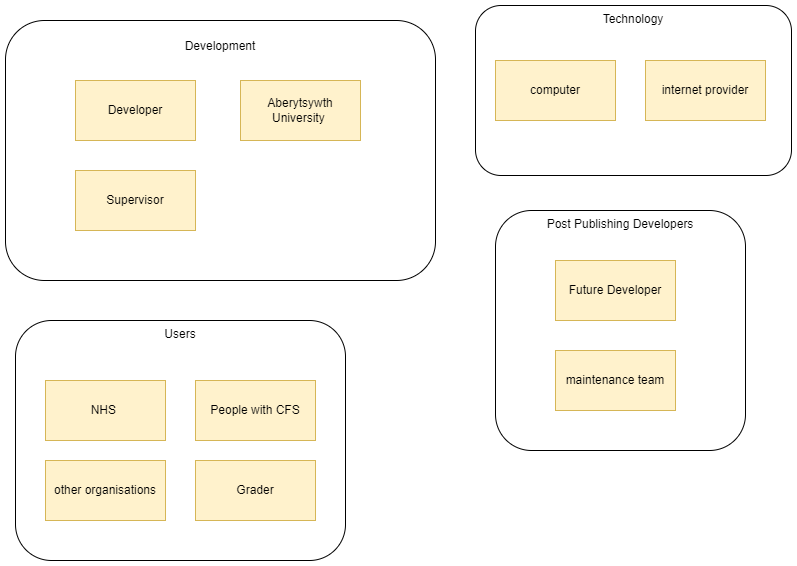 Development
Developer
Aberytsywth
University
Supervisor
Technology
computer
internet provider
Post Publishing Developers
Future Developer
maintenance team
Users
NHS
People with CFS
other organisations
Grader